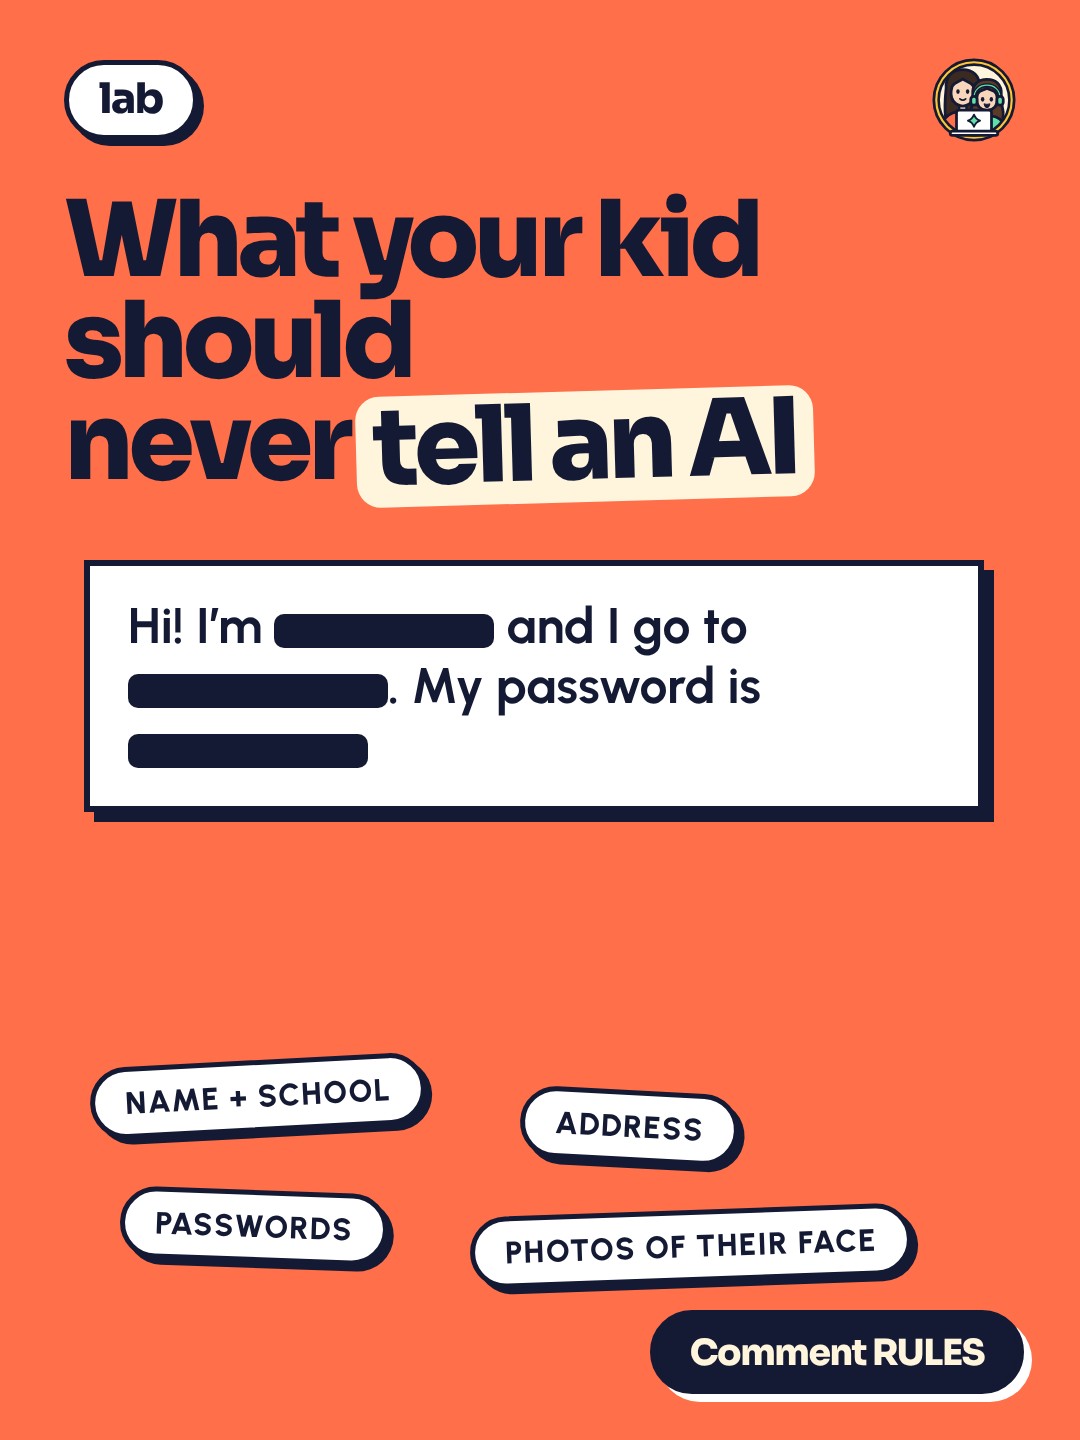 lab
What your kid
should
never tell an AI
Hi! I’m and I go to
. My password is
NAME + SCHOOL
ADDRESS
PASSWORDS
PHOTOS OF THEIR FACE
Comment RULES